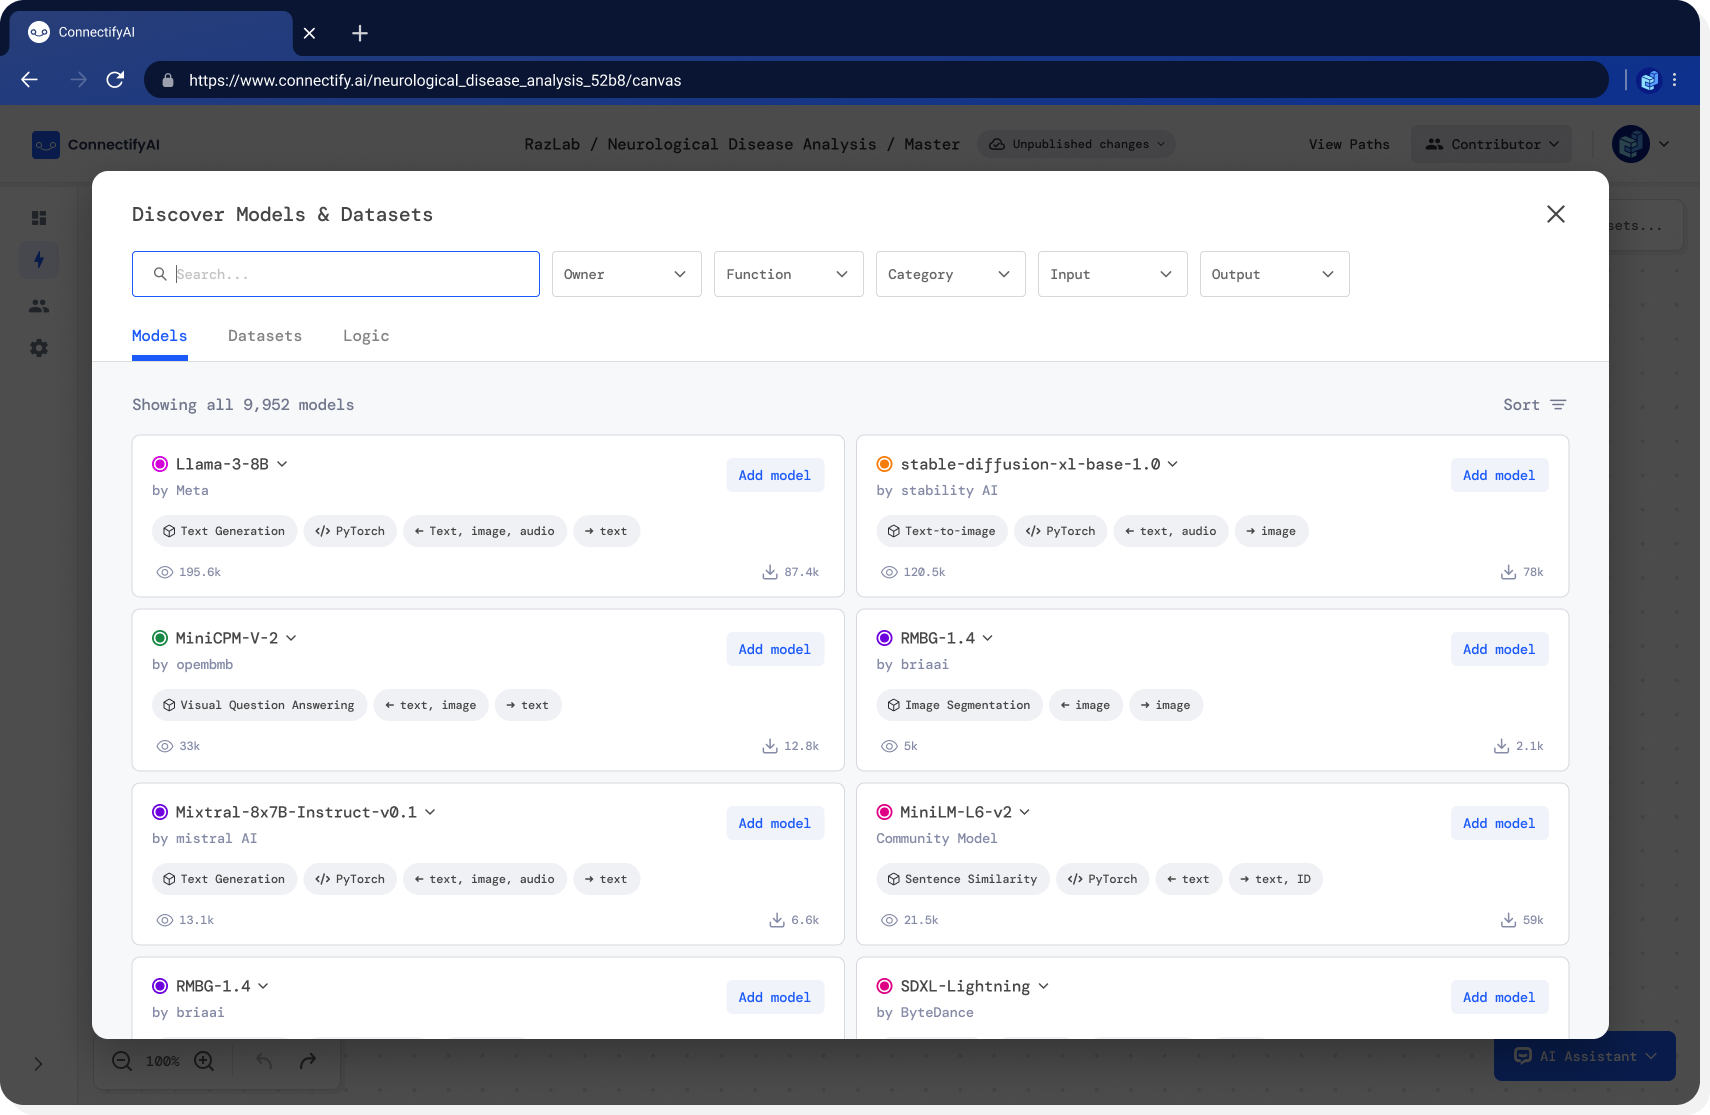 ConnectifyAI
https://www.connectify.ai/neurological_disease_analysis_52b8/canvas
ConnectifyAI
RazLab / Neurological Disease Analysis / Master
Unpublished changes
View Paths
Contributor
sets...
Discover Models & Datasets
Search...
Owner
Function
Category
Input
Output
Models
Datasets
Logic
Showing all 9,952 models
Sort
Llama-3-8B
Add model
by Meta
Text Generation
PyTorch
← Text, image, audio
→ text
195.6k
87.4k
stable-diffusion-xl-base-1.0
Add model
by stability AI
Text-to-image
PyTorch
← text, audio
→ image
120.5k
78k
MiniCPM-V-2
Add model
by opembmb
Visual Question Answering
← text, image
→ text
33k
12.8k
RMBG-1.4
Add model
by briaai
Image Segmentation
← image
→ image
5k
2.1k
Mixtral-8x7B-Instruct-v0.1
Add model
by mistral AI
Text Generation
PyTorch
← text, image, audio
→ text
13.1k
6.6k
MiniLM-L6-v2
Add model
Community Model
Sentence Similarity
PyTorch
← text
→ text, ID
21.5k
59k
RMBG-1.4
Add model
by briaai
SDXL-Lightning
Add model
by ByteDance
100%
AI Assistant